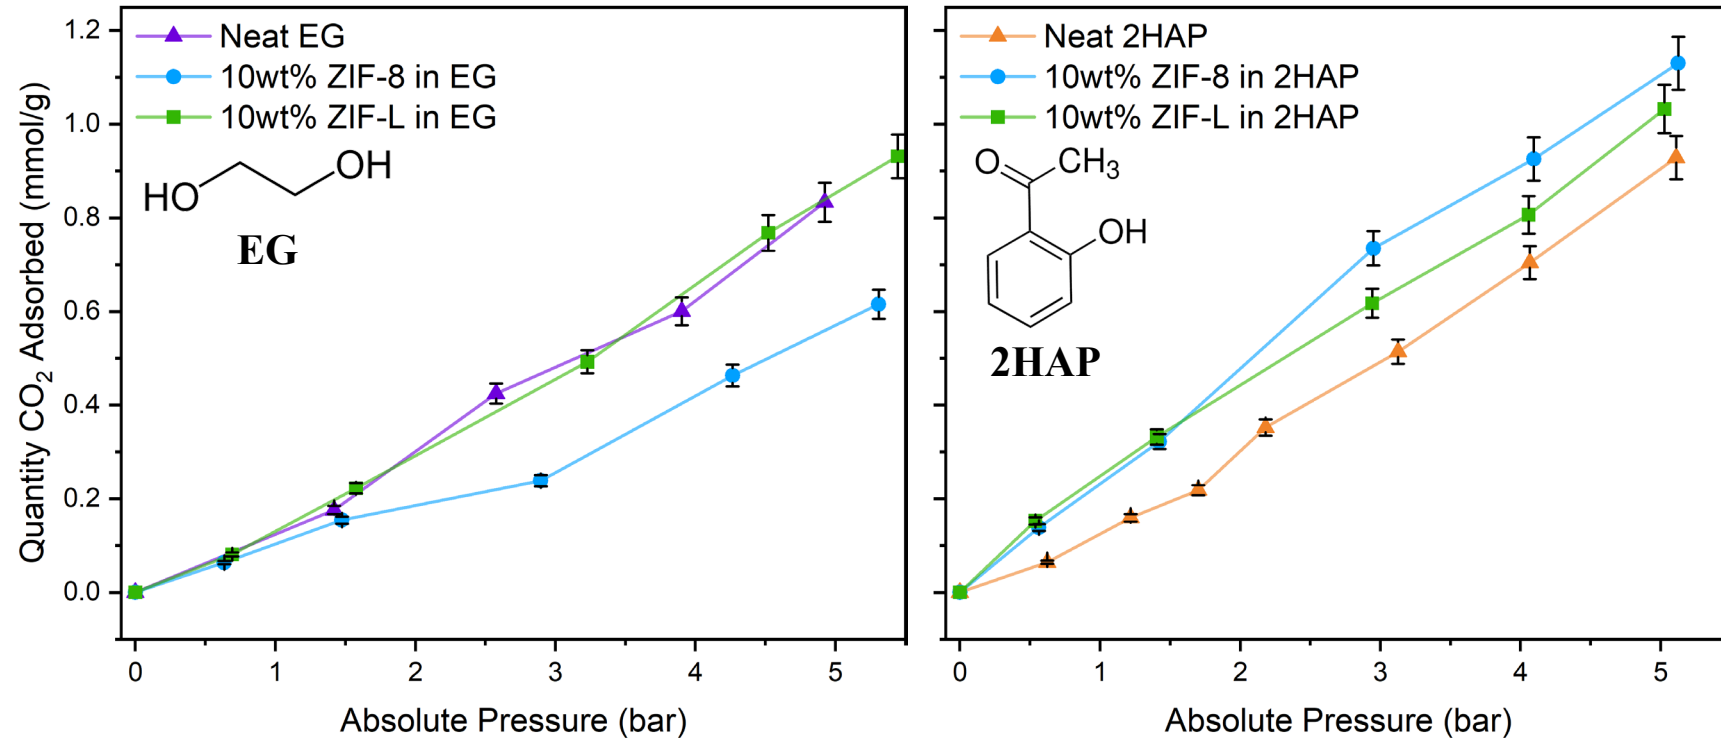 Quantity CO2 Adsorbed (mmol/g)
1.2
1.0
0.8
0.6
0.4
0.2
0.0
Neat EG
10wt% ZIF-8 in EG
10wt% ZIF-L in EG
HO
OH
EG
0 1 2 3 4 5
Absolute Pressure (bar)
Neat 2HAP
10wt% ZIF-8 in 2HAP
10wt% ZIF-L in 2HAP
O
CH3
OH
2HAP
0 1 2 3 4 5
Absolute Pressure (bar)